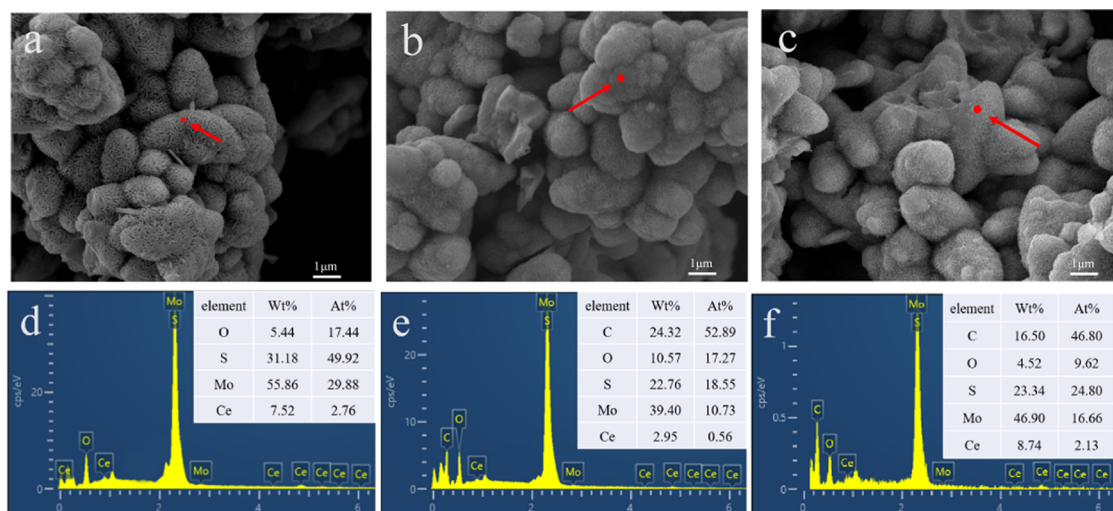 a
1μm
b
1μm
c
1μm
d
Mo
S
O
Ce
Ce
Mo
Ce
Ce
Ce
Ce
Ce
20
0
cps/eV
0
2
4
6
element Wt% At%
O 5.44 17.44
S 31.18 49.92
Mo 55.86 29.88
Ce 7.52 2.76
e
Mo
S
C
O
Ce
Mo
Ce
Ce
Ce
Ce
Ce
20
10
0
cps/eV
0
2
4
6
element Wt% At%
C 24.32 52.89
O 10.57 17.27
S 22.76 18.55
Mo 39.40 10.73
Ce 2.95 0.56
f
Mo
S
C
O
Ce
Mo
Ce
Ce
Ce
Ce
Ce
1
0.5
0
cps/eV
2
4
6
element Wt% At%
C 16.50 46.80
O 4.52 9.62
S 23.34 24.80
Mo 46.90 16.66
Ce 8.74 2.13